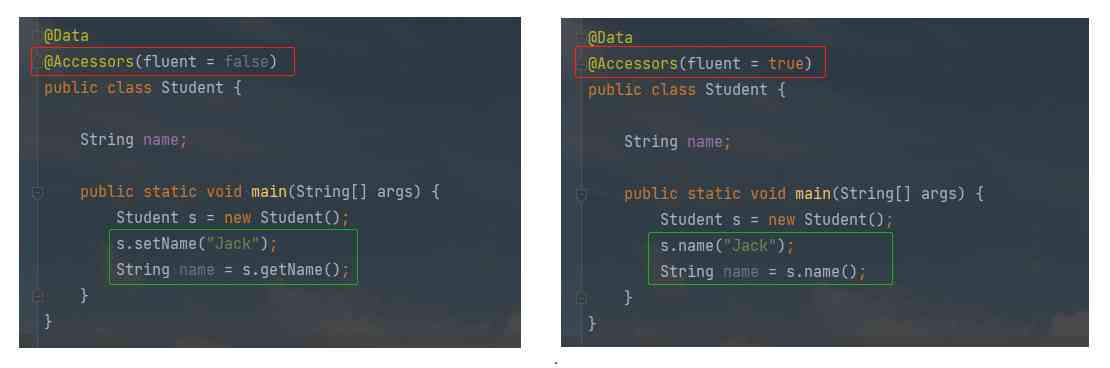 @Data
@Accessors(fluent = false)
public class Student {
String name;
public static void main(String[] args) {
Student s = new Student();
s.setName("Jack");
String name = s.getName();
}
}
@Data
@Accessors(fluent = true)
public class Student {
String name;
public static void main(String[] args) {
Student s = new Student();
s.name("Jack");
String name = s.name();
}
}
.